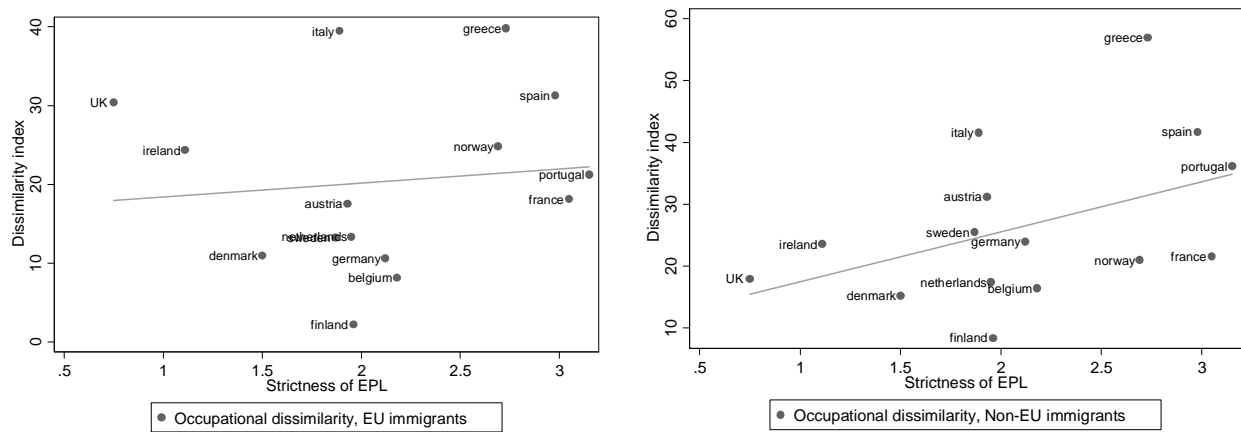 Dissimilarity index
40
30
20
10
0
italy
greece
UK
spain
ireland
norway
portugal
france
austria
netherlands
sweden
denmark
germany
belgium
finland
.5 1 1.5 2 2.5 3
Strictness of EPL
Occupational dissimilarity, EU immigrants
Dissimilarity index
60
50
40
30
20
10
greece
italy
spain
portugal
austria
sweden
ireland
germany
norway
france
UK
netherlands
belgium
denmark
finland
.5 1 1.5 2 2.5 3
Strictness of EPL
Occupational dissimilarity, Non-EU immigrants